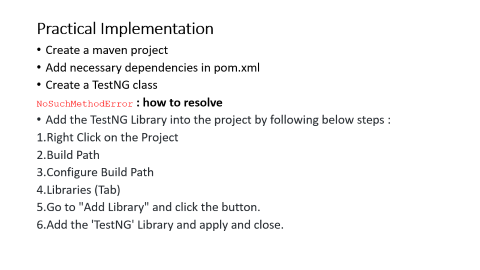 Practical Implementation
• Create a maven project
• Add necessary dependencies in pom.xml
• Create a TestNG class
NoSuchMethodError : how to resolve
• Add the TestNG Library into the project by following below steps :
1.Right Click on the Project
2.Build Path
3.Configure Build Path
4.Libraries (Tab)
5.Go to "Add Library" and click the button.
6.Add the 'TestNG' Library and apply and close.